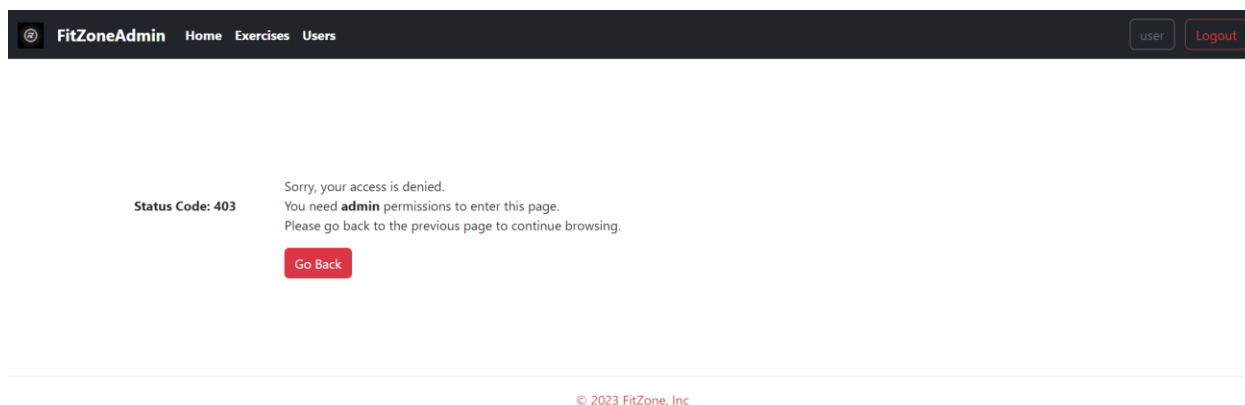 FitZoneAdmin Home Exercises Users user Logout
Sorry, your access is denied.
Status Code: 403
You need admin permissions to enter this page.
Please go back to the previous page to continue browsing.
Go Back
© 2023 FitZone. Inc